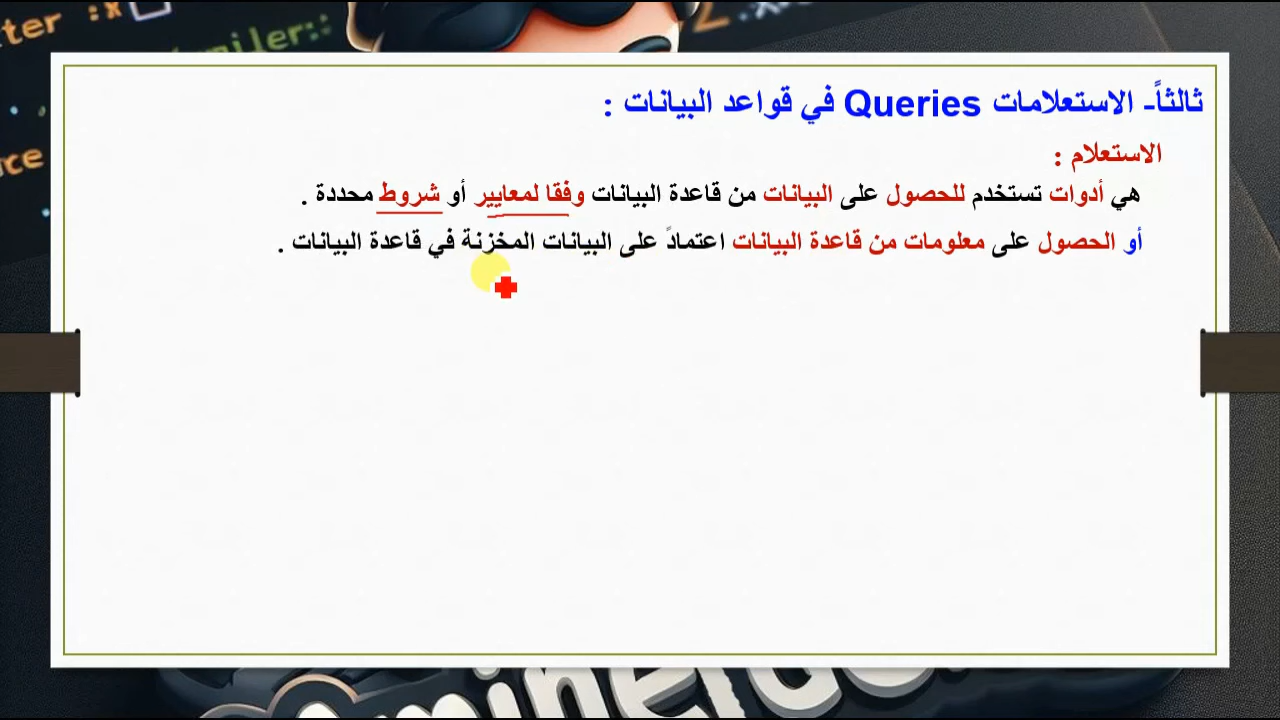 ثالثاً- الاستعلامات Queries في قواعد البيانات :
الاستعلام :
هي أدوات تستخدم للحصول على البيانات من قاعدة البيانات وفقا لمعايير أو شروط محددة .
أو الحصول على معلومات من قاعدة البيانات اعتمادً على البيانات المخزنة في قاعدة البيانات .